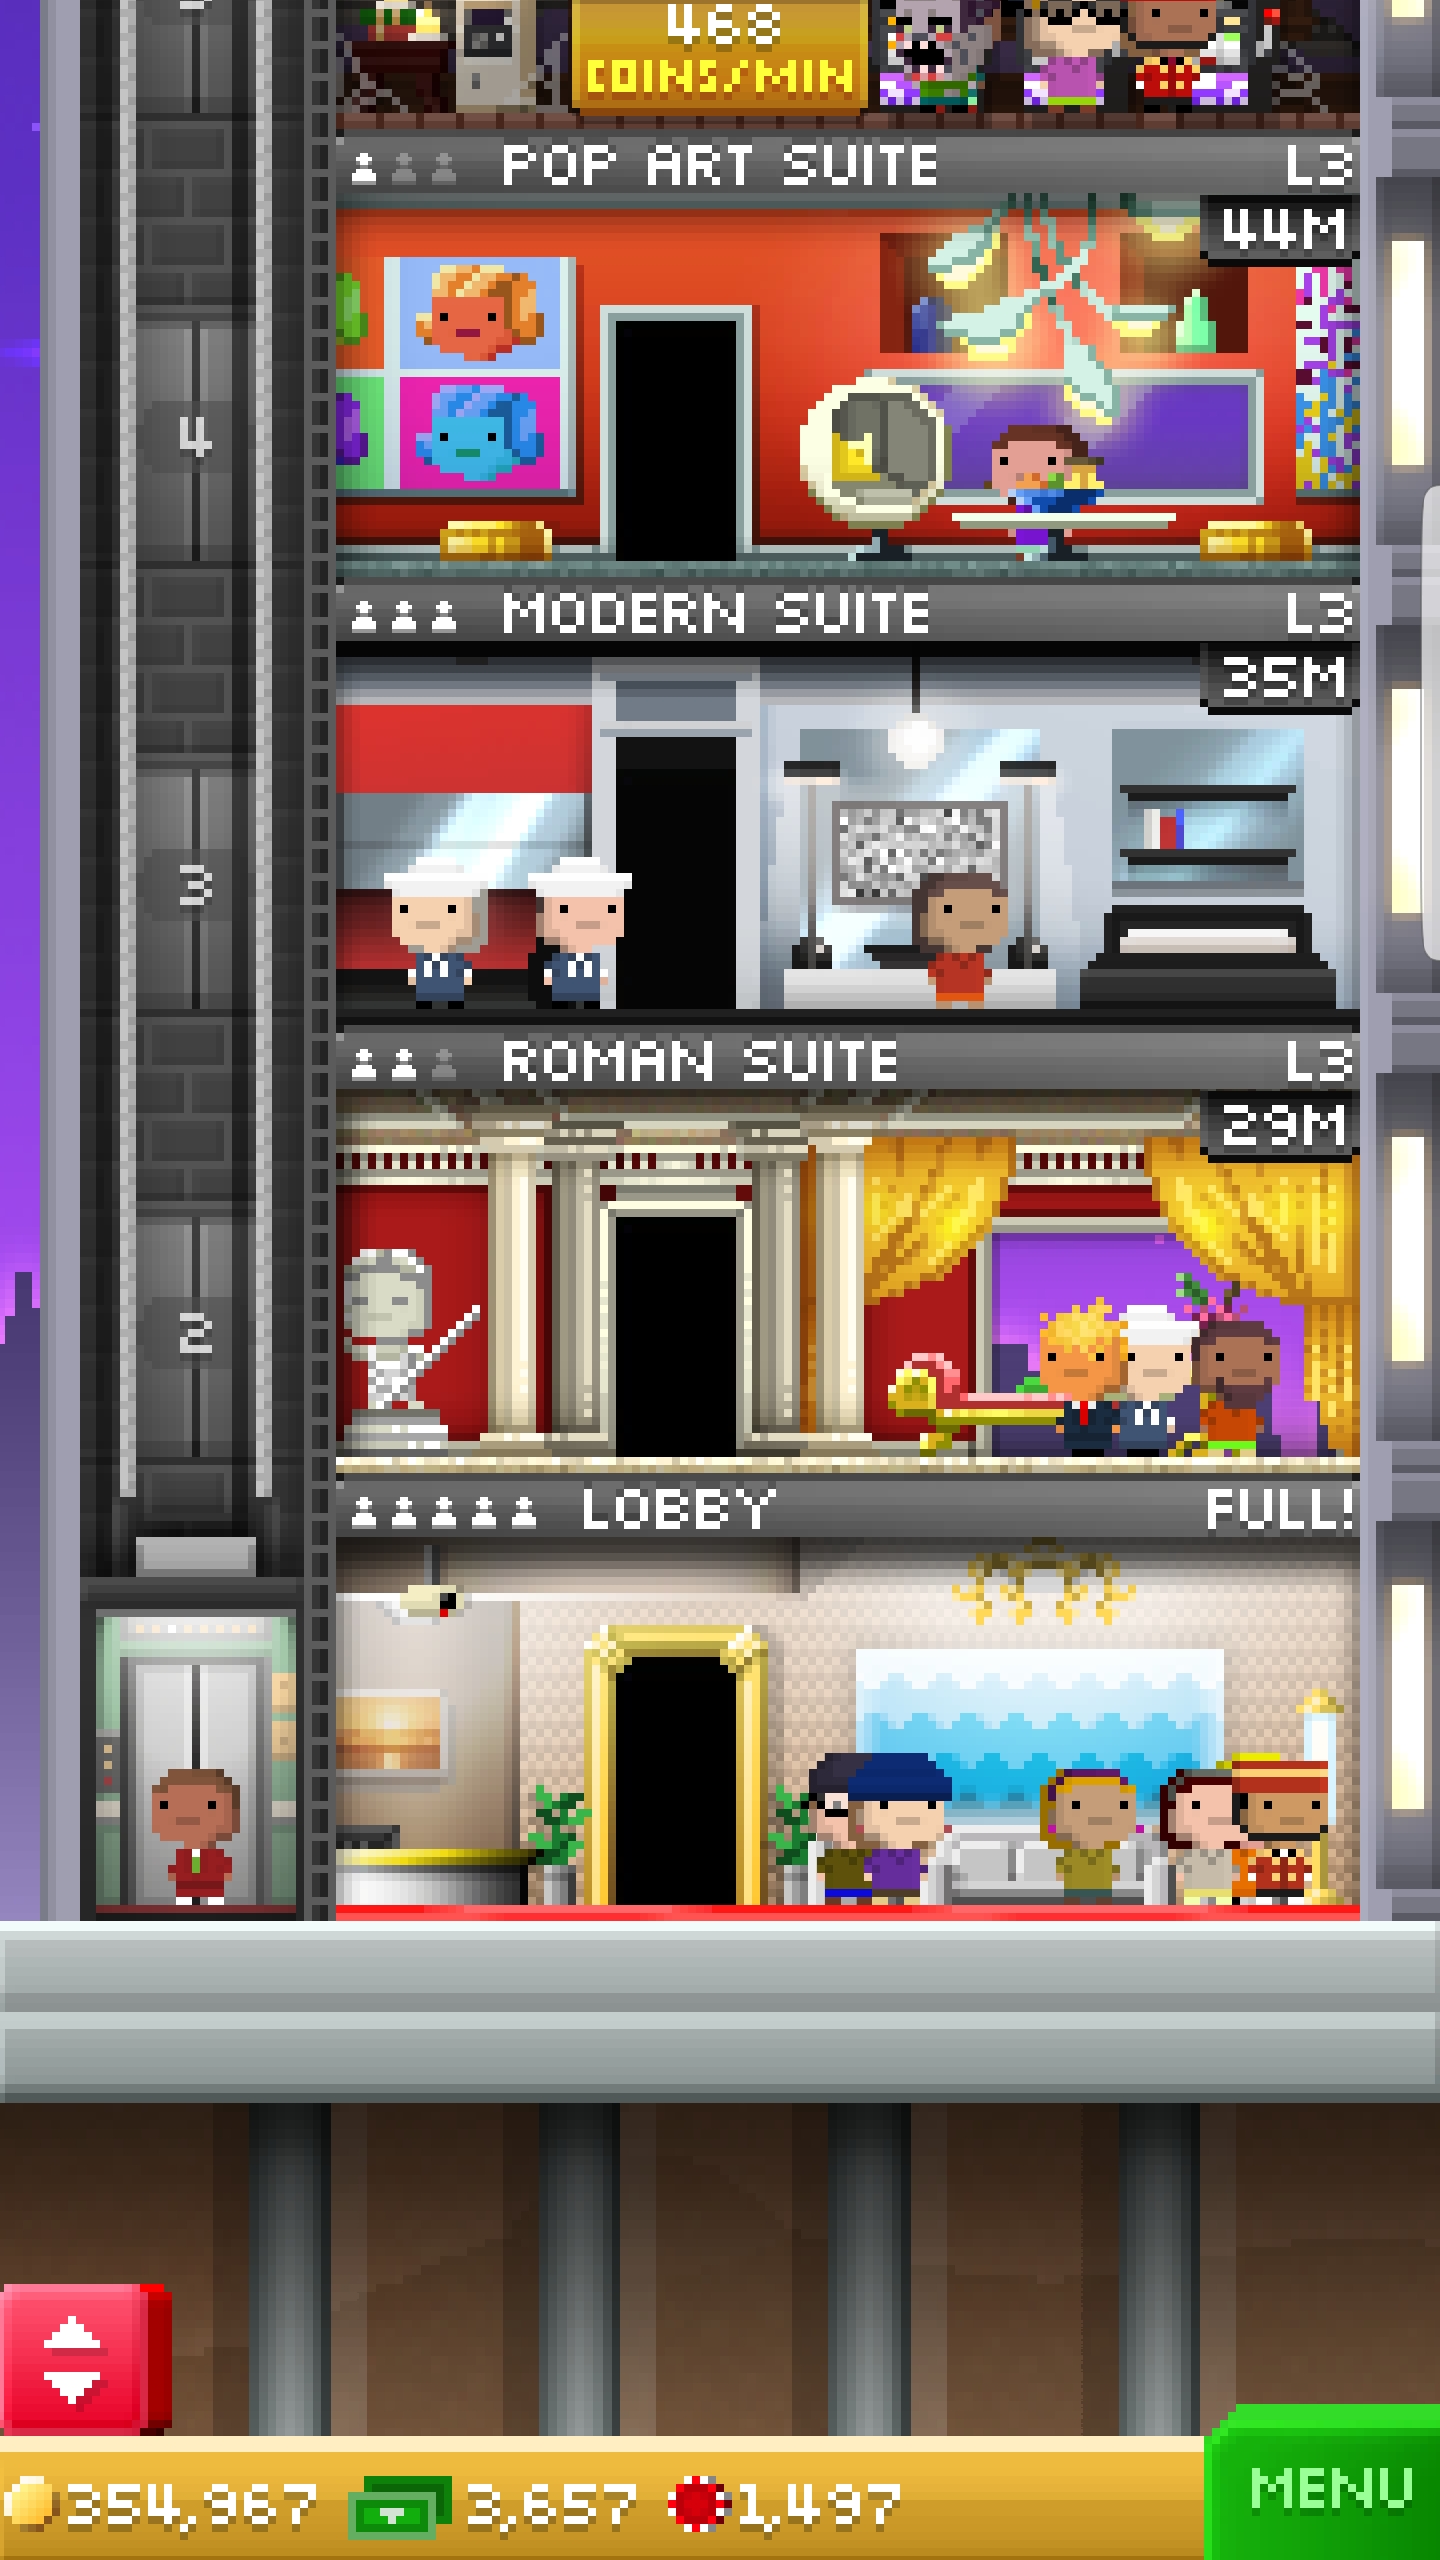 468
COINS/MIN
POP ART SUITE L3
44M
4
MODERN SUITE L3
35M
3
ROMAN SUITE L3
29M
2
LOBBY FULL!
354,967 3,657 1,497
MENU